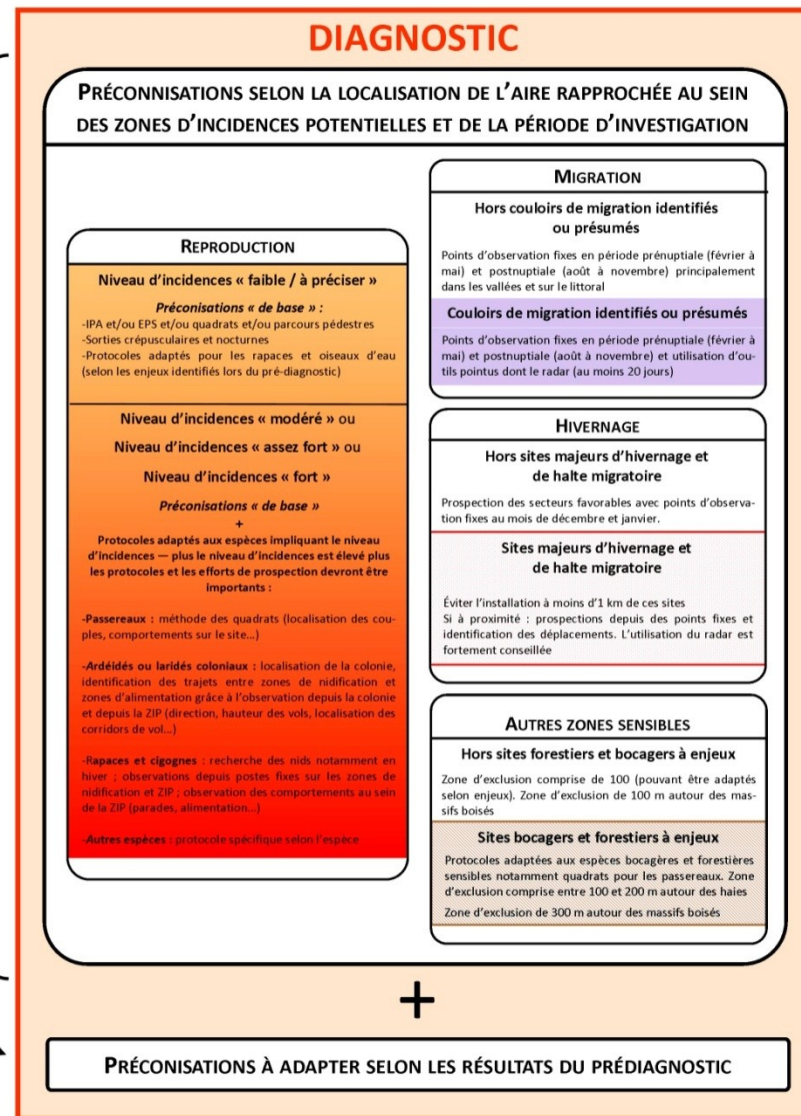 DIAGNOSTIC
PRÉCONNISATIONS SELON LA LOCALISATION DE L'AIRE RAPPROCHÉE AU SEIN
DES ZONES D'INCIDENCES POTENTIELLES ET DE LA PÉRIODE D'INVESTIGATION
REPRODUCTION
Niveau d'incidences « faible / à préciser »
Préconisations « de base » :
-IPA et/ou EPS et/ou quadrats et/ou parcours pédestres
-Sorties crépusculaires et nocturnes
-Protocoles adaptés pour les rapaces et oiseaux d'eau
(selon les enjeux identifiés lors du pré-diagnostic)
Niveau d'incidences « modéré » ou
Niveau d'incidences « assez fort » ou
Niveau d'incidences « fort »
Préconisations « de base »
+
Protocoles adaptés aux espèces impliquant le niveau
d'incidences — plus le niveau d'incidences est élevé plus
les protocoles et les efforts de prospection devront être
importants :
-Passereaux : méthode des quadrats (localisation des cou-
ples, comportements sur le site...)
-Ardéidés ou laridés coloniaux : localisation de la colonie,
identification des trajets entre zones de nidification et
zones d'alimentation grâce à l'observation depuis la colonie
et depuis la ZIP (direction, hauteur des vols, localisation des
corridors de vol...)
-Rapaces et cigognes : recherche des nids notamment en
hiver ; observations depuis postes fixes sur les zones de
nidification et ZIP ; observation des comportements au sein
de la ZIP (parades, alimentation...)
-Autres espèces : protocole spécifique selon l'espèce
MIGRATION
Hors couloirs de migration identifiés
ou présumés
Points d'observation fixes en période prénuptiale (février à
mai) et postnuptiale (août à novembre) principalement
dans les vallées et sur le littoral
Couloirs de migration identifiés ou présumés
Points d'observation fixes en période prénuptiale (février à
mai) et postnuptiale (août à novembre) et utilisation d'ou-
tils pointus dont le radar (au moins 20 jours)
HIVERNAGE
Hors sites majeurs d'hivernage et
de halte migratoire
Prospection des secteurs favorables avec points d'observa-
tion fixes au mois de décembre et janvier.
Sites majeurs d'hivernage et
de halte migratoire
Éviter l'installation à moins d'1 km de ces sites
Si à proximité : prospections depuis des points fixes et
identification des déplacements. L'utilisation du radar est
fortement conseillée
AUTRES ZONES SENSIBLES
Hors sites forestiers et bocagers à enjeux
Zone d'exclusion comprise de 100 (pouvant être adaptés
selon enjeux). Zone d'exclusion de 100 m autour des mas-
sifs boisés
Sites bocagers et forestiers à enjeux
Protocoles adaptées aux espèces bocagères et forestières
sensibles notamment quadrats pour les passereaux. Zone
d'exclusion comprise entre 100 et 200 m autour des haies
Zone d'exclusion de 300 m autour des massifs boisés
+
PRÉCONISATIONS À ADAPTER SELON LES RÉSULTATS DU PRÉDIAGNOSTIC